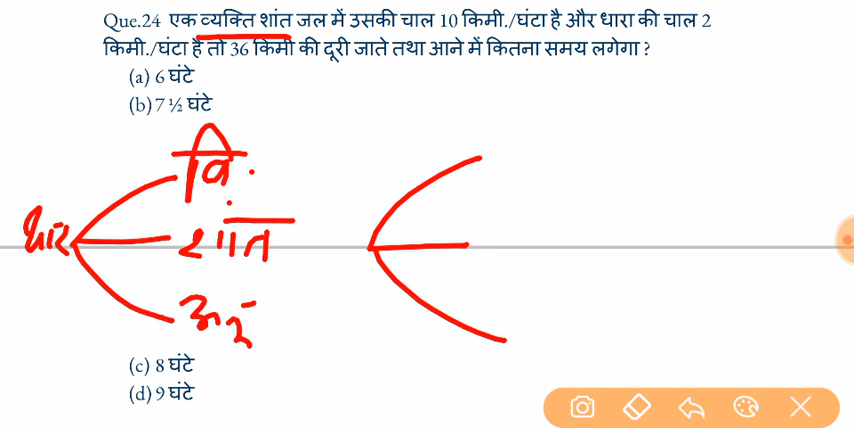 Que.24 एक व्यक्ति शांत जल में उसकी चाल 10 किमी./घंटा है और धारा की चाल 2
किमी./घंटा है तो 36 किमी की दूरी जाते तथा आने में कितना समय लगेगा ?
(a) 6 घंटे
(b) 7 ½ घंटे
वि.
धारा
शांत
अनु
(c) 8 घंटे
(d) 9 घंटे